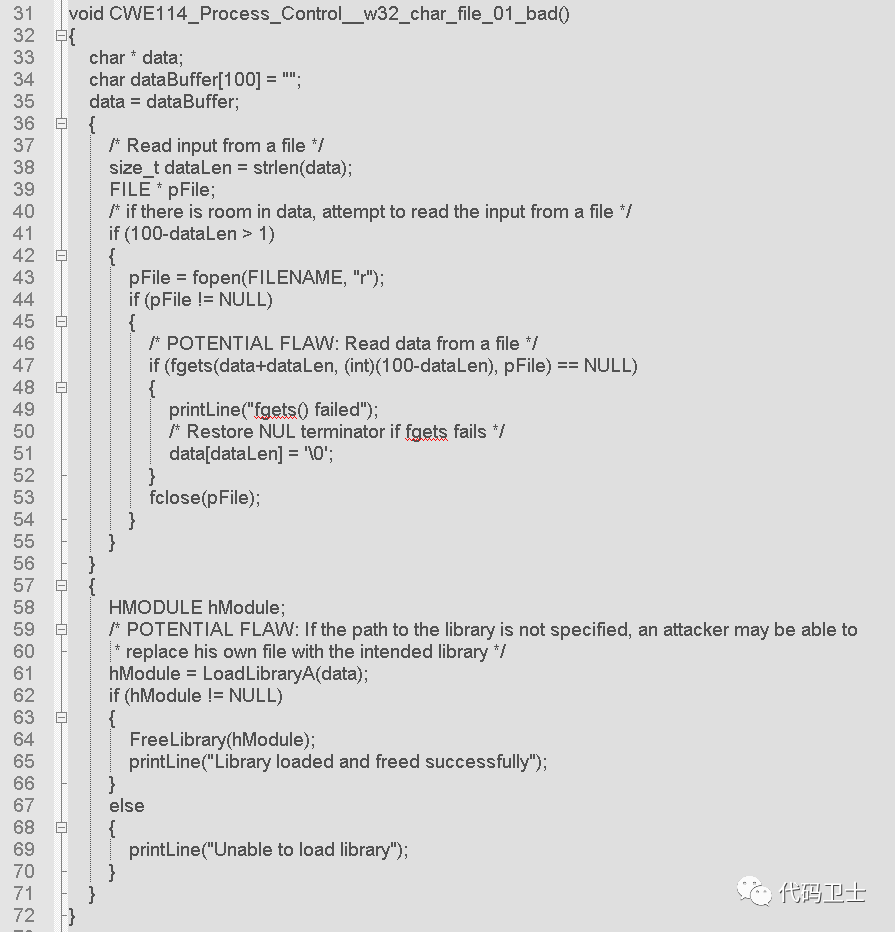 31 void CWE114_Process_Control__w32_char_file_01_bad()
32 {
33 char * data;
34 char dataBuffer[100] = "";
35 data = dataBuffer;
36 {
37 /* Read input from a file */
38 size_t dataLen = strlen(data);
39 FILE * pFile;
40 /* if there is room in data, attempt to read the input from a file */
41 if (100-dataLen > 1)
42 {
43 pFile = fopen(FILENAME, "r");
44 if (pFile != NULL)
45 {
46 /* POTENTIAL FLAW: Read data from a file */
47 if (fgets(data+dataLen, (int)(100-dataLen), pFile) == NULL)
48 {
49 printLine("fgets() failed");
50 /* Restore NUL terminator if fgets fails */
51 data[dataLen] = '\0';
52 }
53 fclose(pFile);
54 }
55 }
56 }
57 {
58 HMODULE hModule;
59 /* POTENTIAL FLAW: If the path to the library is not specified, an attacker may be able to
60 * replace his own file with the intended library */
61 hModule = LoadLibraryA(data);
62 if (hModule != NULL)
63 {
64 FreeLibrary(hModule);
65 printLine("Library loaded and freed successfully");
66 }
67 else
68 {
69 printLine("Unable to load library");
70 }
71 }
72 }
代码卫士